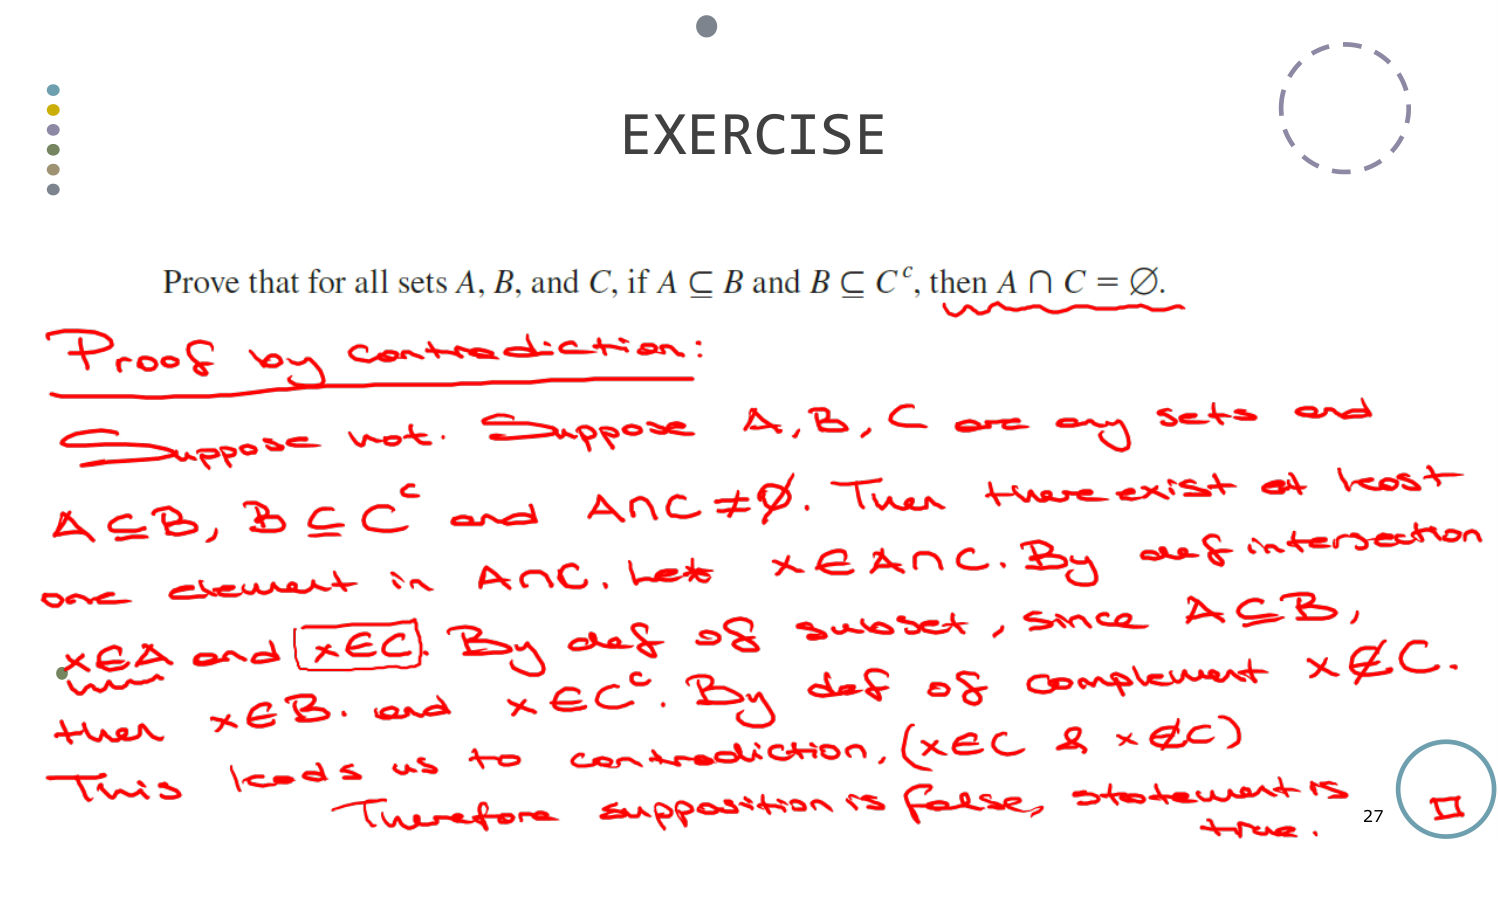 EXERCISE
Prove that for all sets A, B, and C, if A ⊆ B and B ⊆ Cᶜ, then A ∩ C = ∅.
Proof by contradiction:
Suppose not. Suppose A, B, C are any sets and
A ⊆ B, B ⊆ Cᶜ and A∩C ≠ ∅. Then there exist at least
one element in A∩C. Let x ∈ A∩C. By def intersection
x∈A and x∈C. By def of subset, since A ⊆ B,
then x∈B. and x∈Cᶜ. By def of complement x∉C.
This leads us to contradiction, (x∈C & x∉C)
Therefore supposition is false, statement is
true. □
27